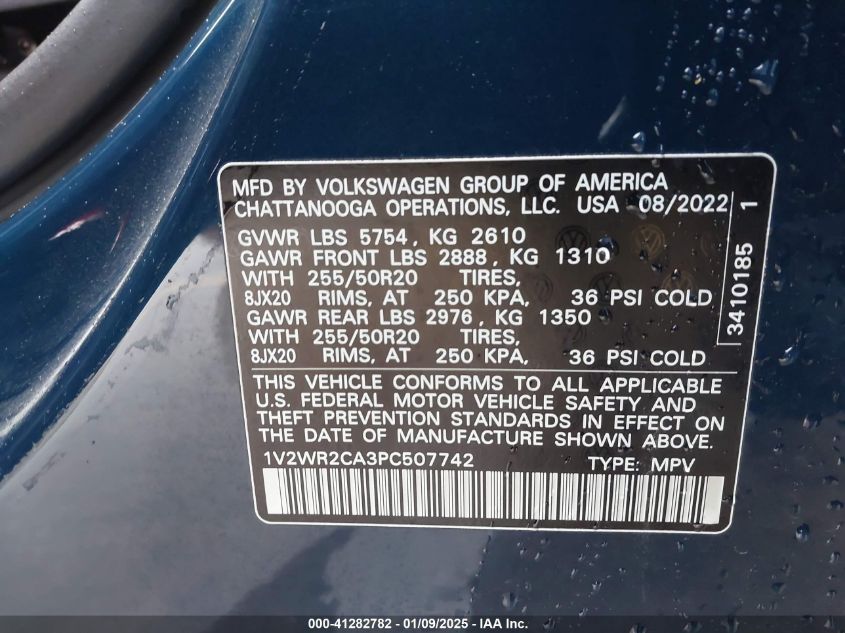 MFD BY VOLKSWAGEN GROUP OF AMERICA
CHATTANOOGA OPERATIONS, LLC. USA 08/2022
GVWR LBS 5754, KG 2610
GAWR FRONT LBS 2888, KG 1310
WITH 255/50R20 TIRES,
8JX20 RIMS, AT 250 KPA, 36 PSI COLD
GAWR REAR LBS 2976, KG 1350
WITH 255/50R20 TIRES,
8JX20 RIMS, AT 250 KPA, 36 PSI COLD
3410185 1
THIS VEHICLE CONFORMS TO ALL APPLICABLE
U.S. FEDERAL MOTOR VEHICLE SAFETY AND
THEFT PREVENTION STANDARDS IN EFFECT ON
THE DATE OF MANUFACTURE SHOWN ABOVE.
1V2WR2CA3PC507742 TYPE: MPV
000-41282782 - 01/09/2025 - IAA Inc.